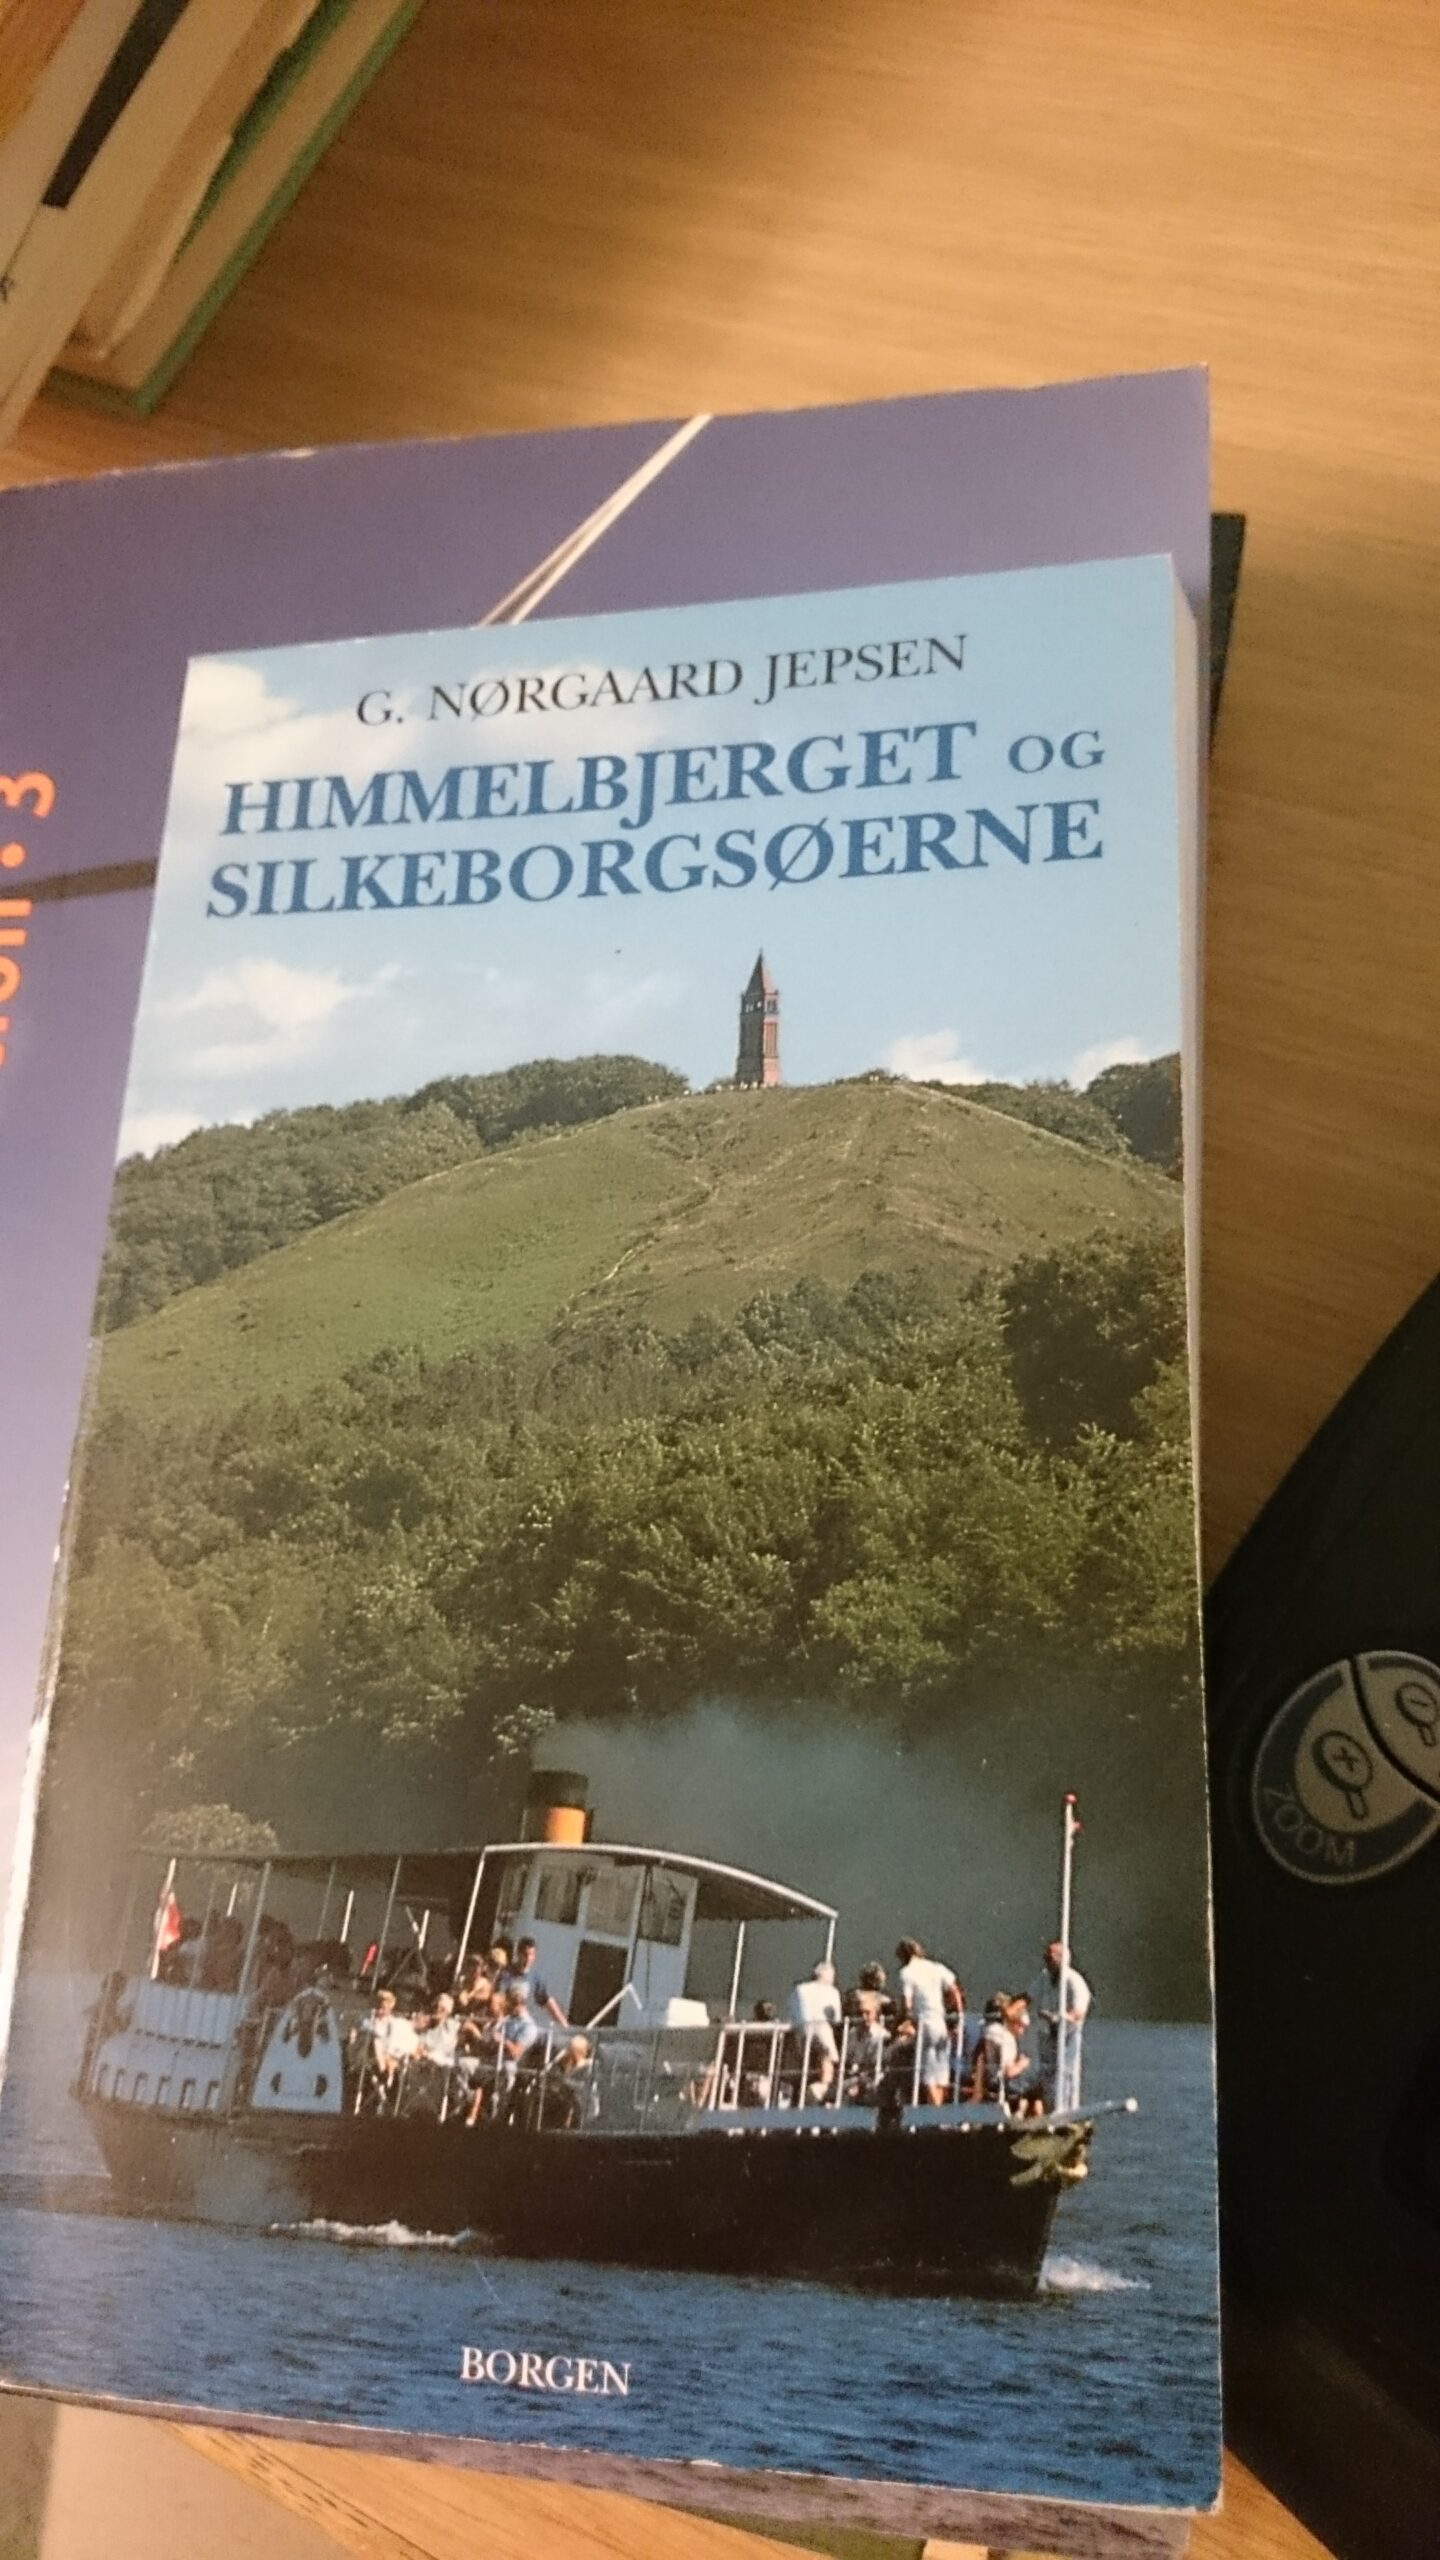 G. NØRGAARD JEPSEN
HIMMELBJERGET OG
SILKEBORGSØERNE
BORGEN
ZOOM